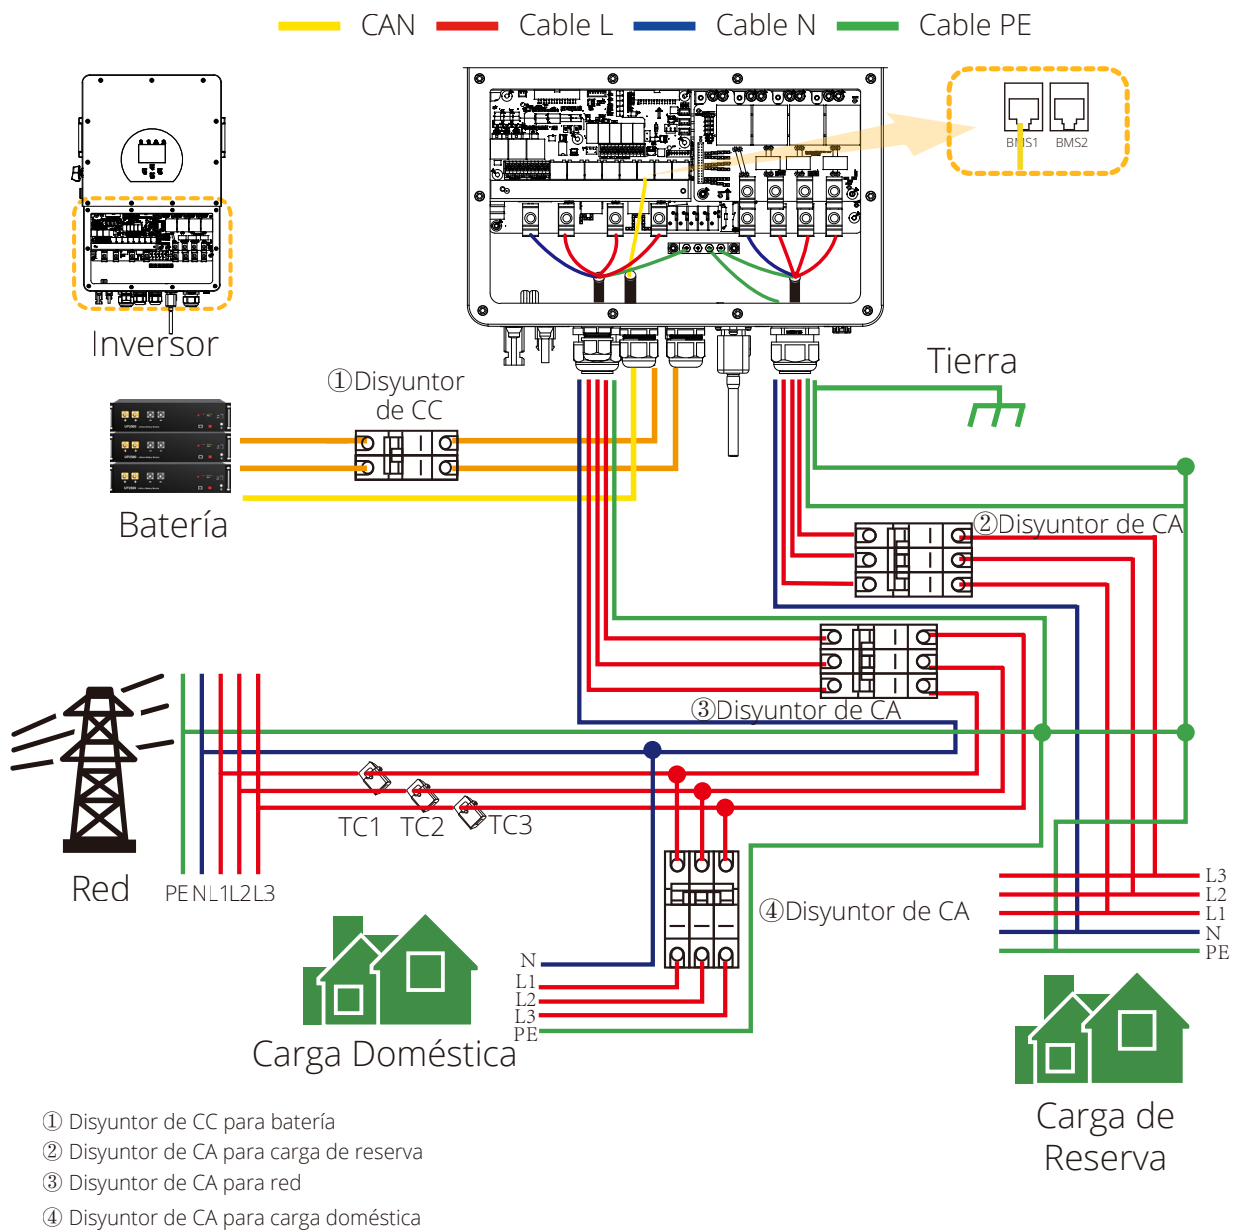 CAN
Cable L
Cable N
Cable PE
BMS1
BMS2
Inversor
①Disyuntor
de CC
Tierra
Batería
②Disyuntor de CA
③Disyuntor de CA
TC1
TC2
TC3
Red
PE
N
L1
L2
L3
④Disyuntor de CA
L3
L2
L1
N
PE
N
L1
L2
L3
PE
Carga Doméstica
Carga de
Reserva
① Disyuntor de CC para batería
② Disyuntor de CA para carga de reserva
③ Disyuntor de CA para red
④ Disyuntor de CA para carga doméstica